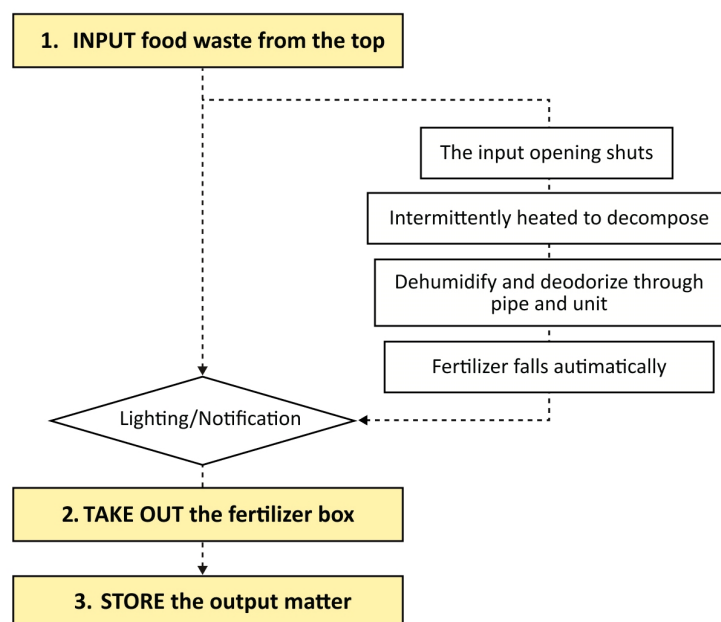 1. INPUT food waste from the top
The input opening shuts
Intermittently heated to decompose
Dehumidify and deodorize through
pipe and unit
Fertilizer falls autimatically
Lighting/Notification
2. TAKE OUT the fertilizer box
3. STORE the output matter